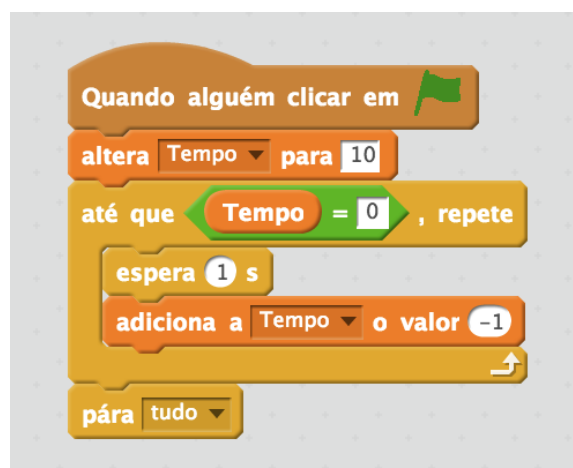 Quando alguém clicar em
altera Tempo para 10
até que Tempo = 0 , repete
espera 1 s
adiciona a Tempo o valor -1
pára tudo